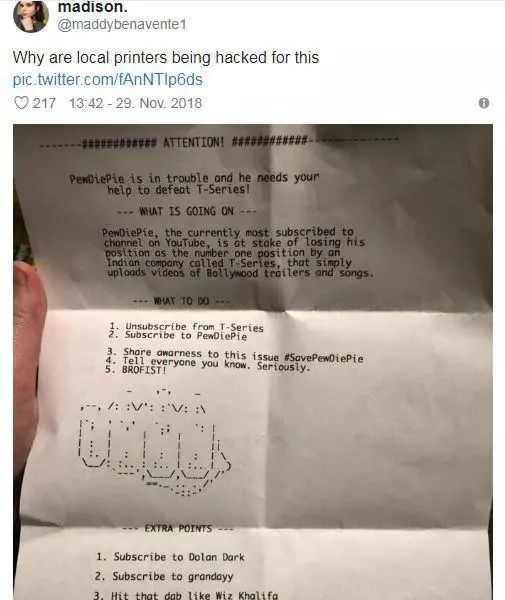 madison.
@maddybenavente1
Why are local printers being hacked for this
pic.twitter.com/fAnNTIp6ds
217 13:42 - 29. Nov. 2018
-------############ ATTENTION! ############---------------
PewDiePie is in trouble and he needs your
help to defeat T-Series!
--- WHAT IS GOING ON ---
PewDiePie, the currently most subscribed to
channel on YouTube, is at stake of losing his
position as the number one position by an
Indian company called T-Series, that simply
uploads videos of Bollywood trailers and songs.
--- WHAT TO DO ---
1. Unsubscribe from T-Series
2. Subscribe to PewDiePie
3. Share awarness to this issue #SavePewDiePie
4. Tell everyone you know. Seriously.
5. BROFIST!
--- EXTRA POINTS ---
1. Subscribe to Dolan Dark
2. Subscribe to grandayy
3. Hit that dab like Wiz Khalifa